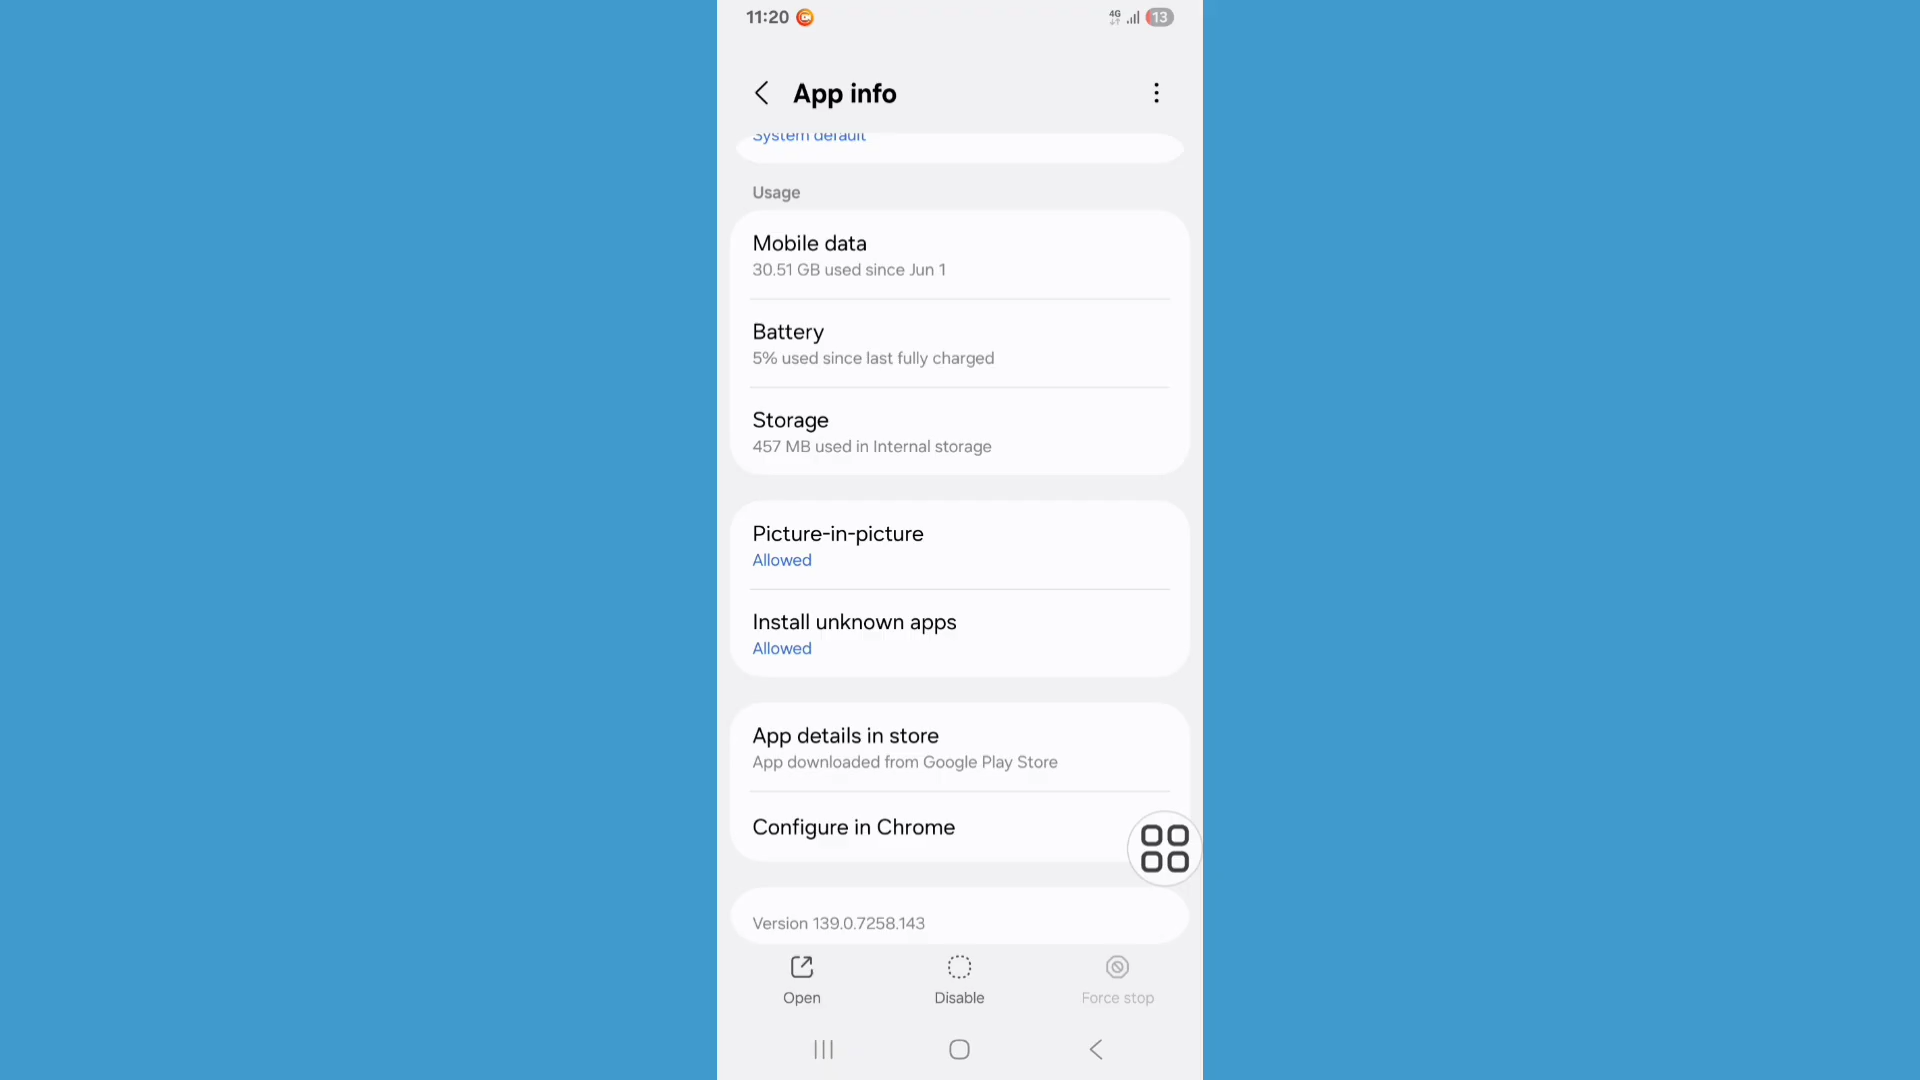 11:20
4G
13
App info
System default
Usage
Mobile data
30.51 GB used since Jun 1
Battery
5% used since last fully charged
Storage
457 MB used in Internal storage
Picture-in-picture
Allowed
Install unknown apps
Allowed
App details in store
App downloaded from Google Play Store
Configure in Chrome
Version 139.0.7258.143
Open
Disable
Force stop